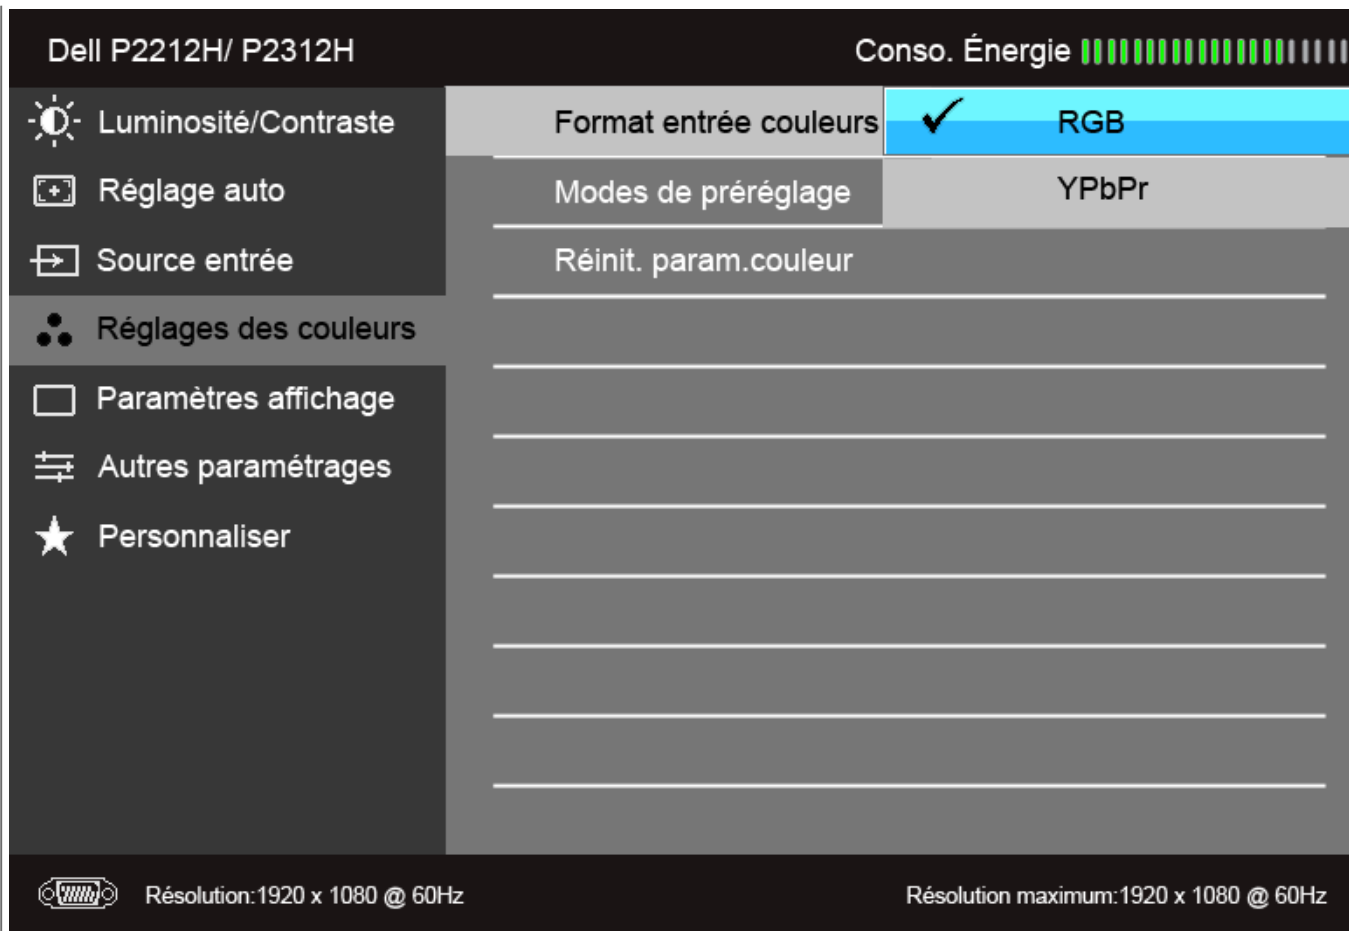 Dell P2212H/ P2312H Conso. Énergie
Luminosité/Contraste Format entrée couleurs RGB
Réglage auto Modes de préréglage YPbPr
Source entrée Réinit. param.couleur
Réglages des couleurs
Paramètres affichage
Autres paramétrages
Personnaliser
Résolution:1920 x 1080 @ 60Hz Résolution maximum:1920 x 1080 @ 60Hz